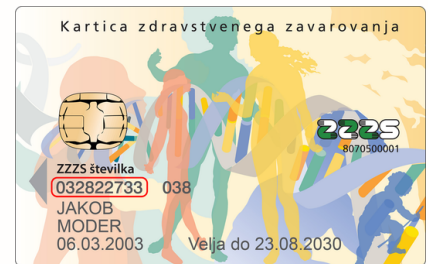 Kartica zdravstvenega zavarovanja
ZZZS
8070500001
ZZZS številka
032822733 038
JAKOB
MODER
06.03.2003 Velja do 23.08.2030